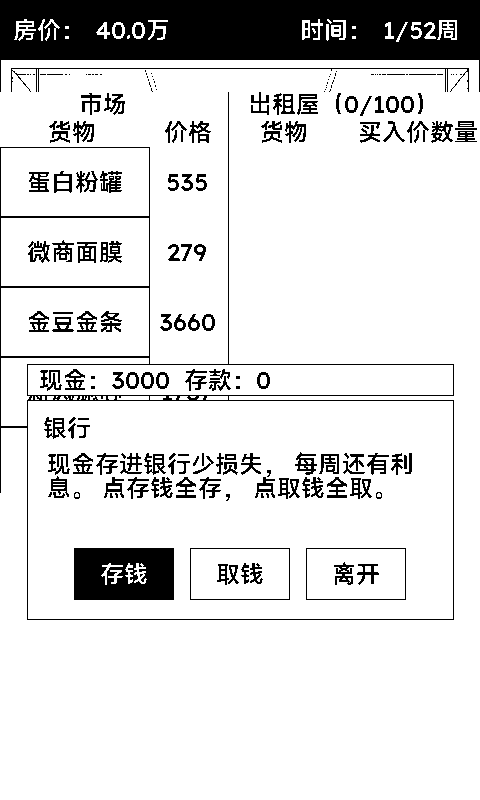 房价： 40.0万 时间： 1/52周
市场 出租屋（0/100）
货物 价格 货物 买入价数量
蛋白粉罐 535
微商面膜 279
金豆金条 3660
现金：3000 存款：0
银行
现金存进银行少损失， 每周还有利
息。 点存钱全存， 点取钱全取。
存钱 取钱 离开